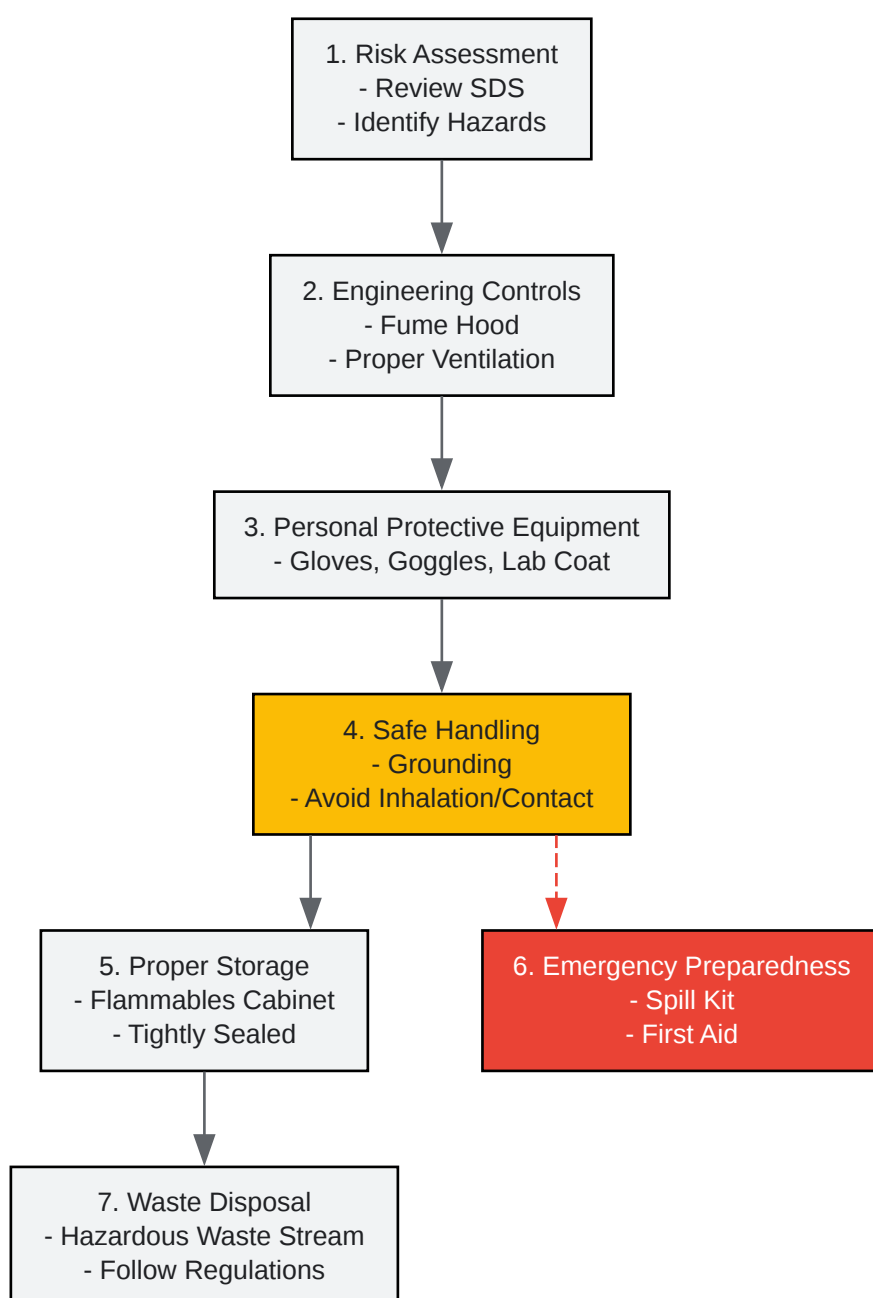 1. Risk Assessment
- Review SDS
- Identify Hazards
2. Engineering Controls
- Fume Hood
- Proper Ventilation
3. Personal Protective Equipment
- Gloves, Goggles, Lab Coat
4. Safe Handling
- Grounding
- Avoid Inhalation/Contact
5. Proper Storage
- Flammables Cabinet
- Tightly Sealed
6. Emergency Preparedness
- Spill Kit
- First Aid
7. Waste Disposal
- Hazardous Waste Stream
- Follow Regulations